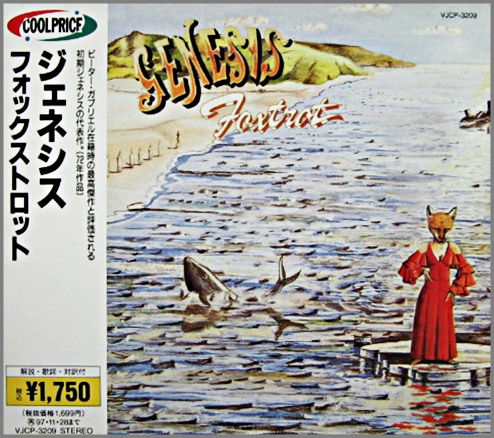 COOLPRICE
ジェネシス
フォックストロット
ピーター・ガブリエル在籍時の最高傑作と評価される
初期ジェネシスの代表作。(72年作品)
解説・歌詞・対訳付
税込 ¥1,750
(税抜価格1,699円)
再97・11・28まで
VJCP-3209 STEREO
VJCP-3209
GENESIS
Foxtrot